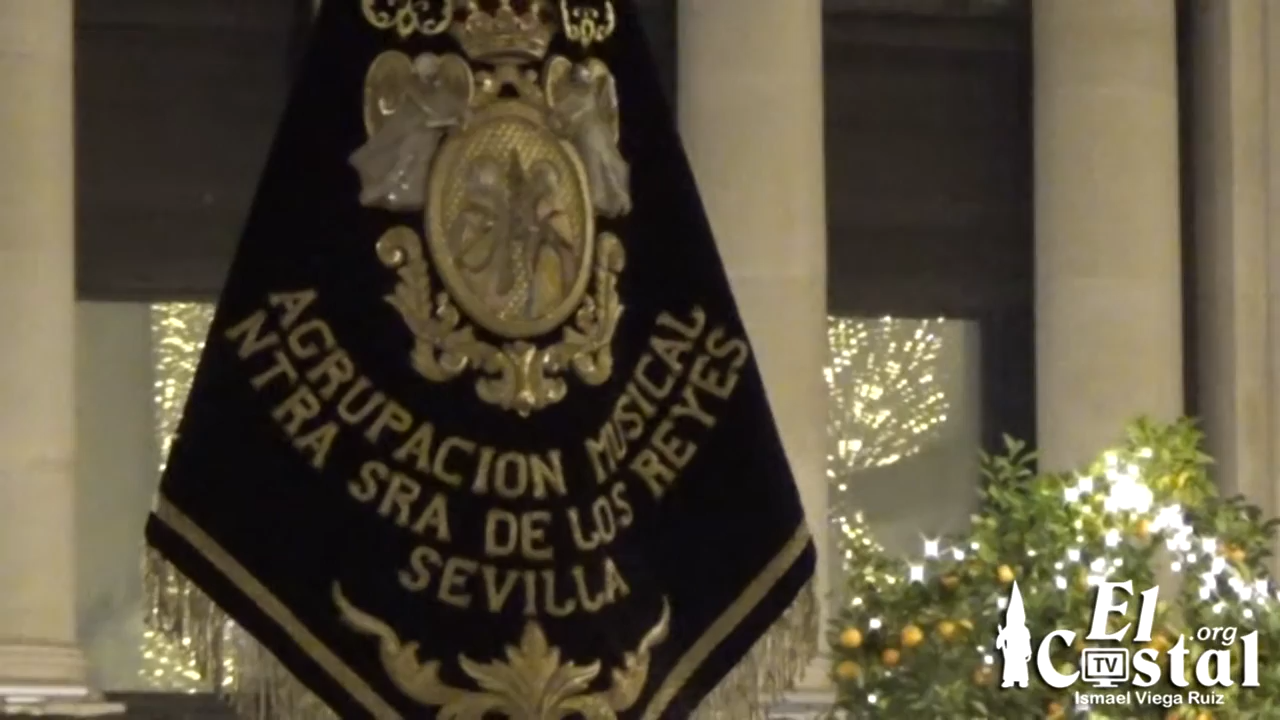 AGRUPACION MUSICAL
NTRA SRA DE LOS REYES
SEVILLA
El
Costal
.org
TV
Ismael Viega Ruiz